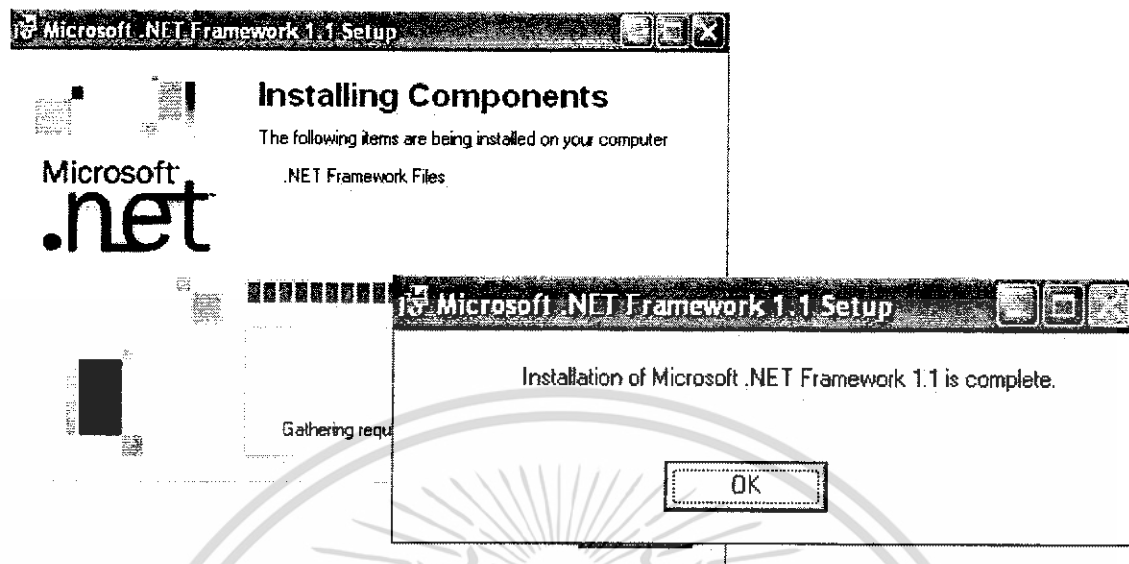 Microsoft .NET Framework 1.1 Setup
Installing Components
The following items are being installed on your computer
.NET Framework Files
Microsoft
.net
Gathering requ
Microsoft .NET Framework 1.1 Setup
Installation of Microsoft .NET Framework 1.1 is complete.
OK